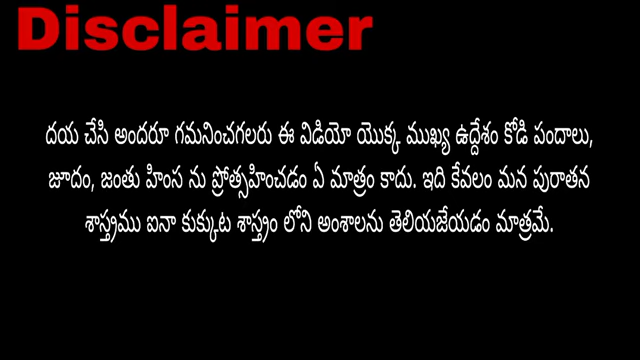 Disclaimer
దయ చేసి అందరూ గమనించగలరు ఈ విడియో యొక్క ముఖ్య ఉద్దేశం కోడి పందాలు,
జూదం, జంతు హింస ను ప్రోత్సహించడం ఏ మాత్రం కాదు. ఇది కేవలం మన పురాతన
శాస్త్రము ఐనా కుక్కుట శాస్త్రం లోని అంశాలను తెలియజేయడం మాత్రమే.